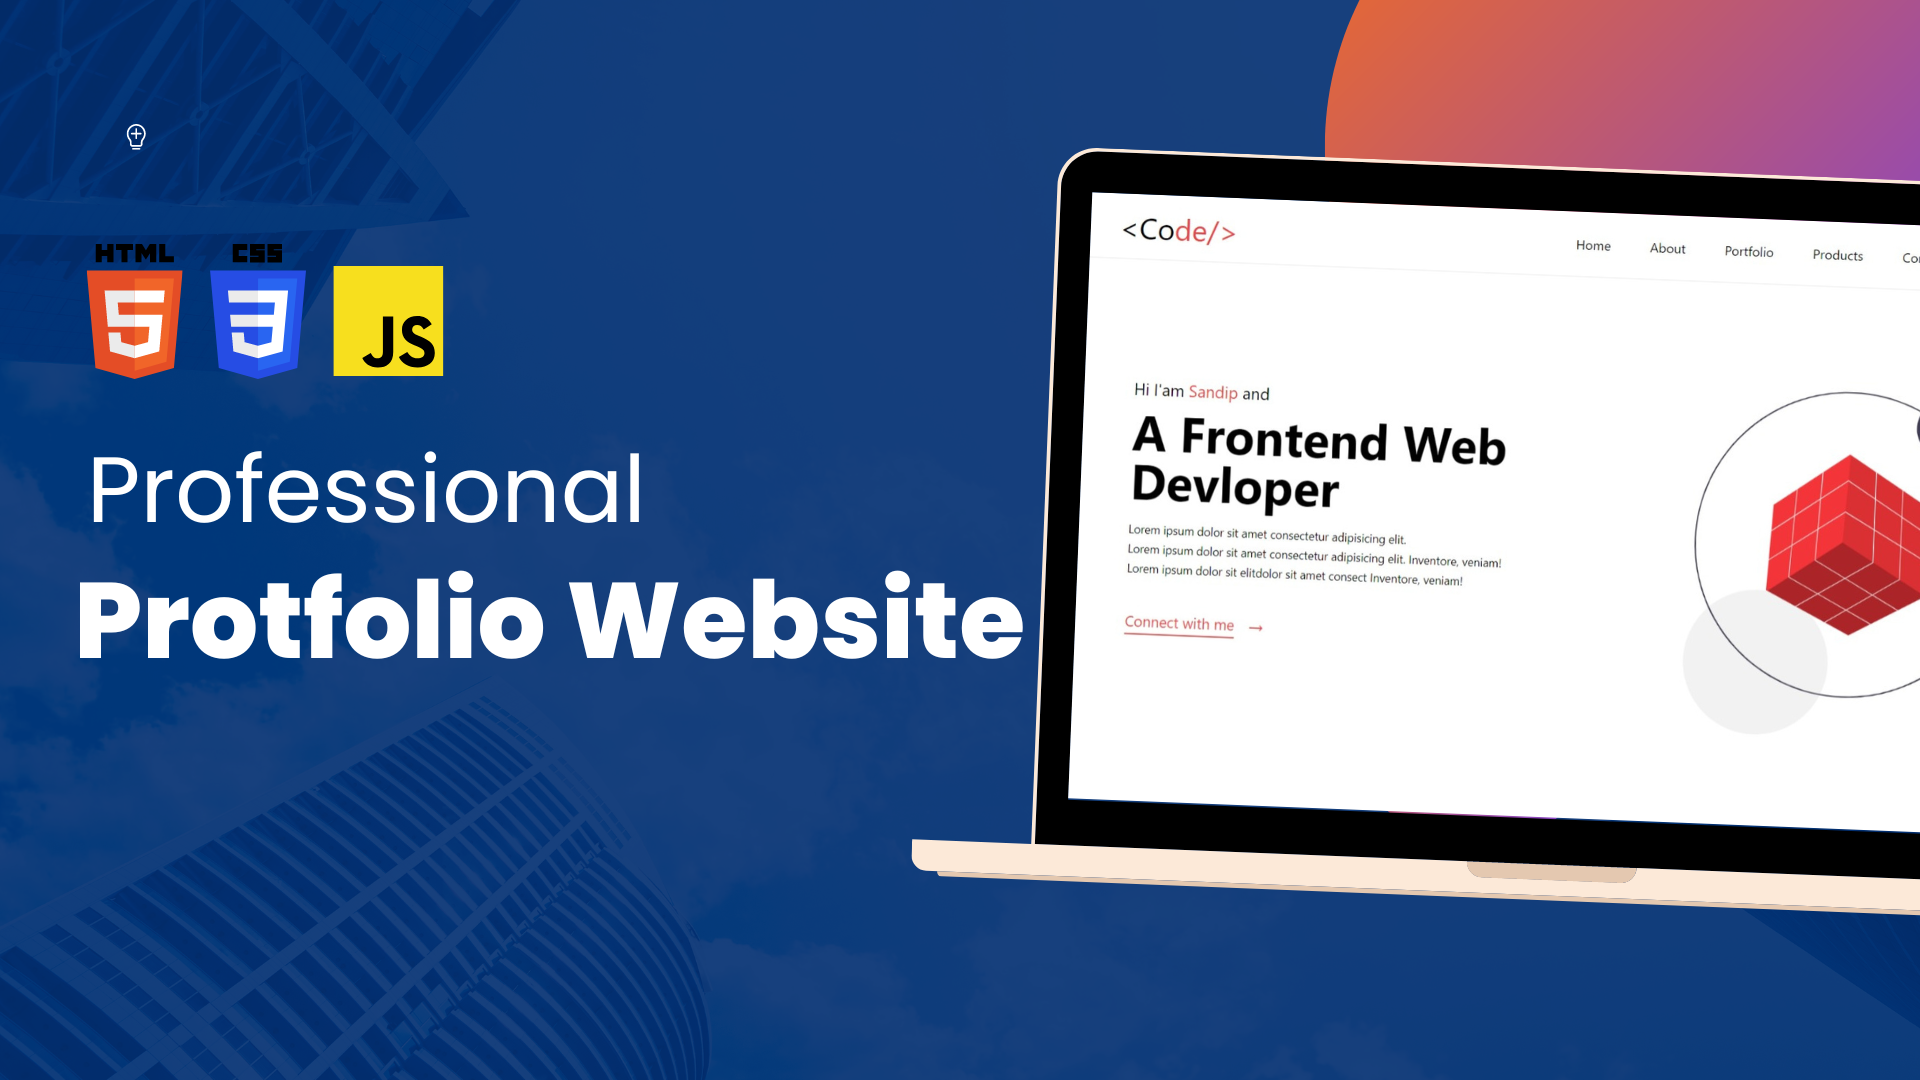 HTML CSS
5 3 JS
Professional
Protfolio Website
<Code/>
Home About Portfolio Products
Hi I'am Sandip and
A Frontend Web
Devloper
Lorem ipsum dolor sit amet consectetur adipisicing elit.
Lorem ipsum dolor sit amet consectetur adipisicing elit. Inventore, veniam!
Lorem ipsum dolor sit elitdolor sit amet consect Inventore, veniam!
Connect with me →